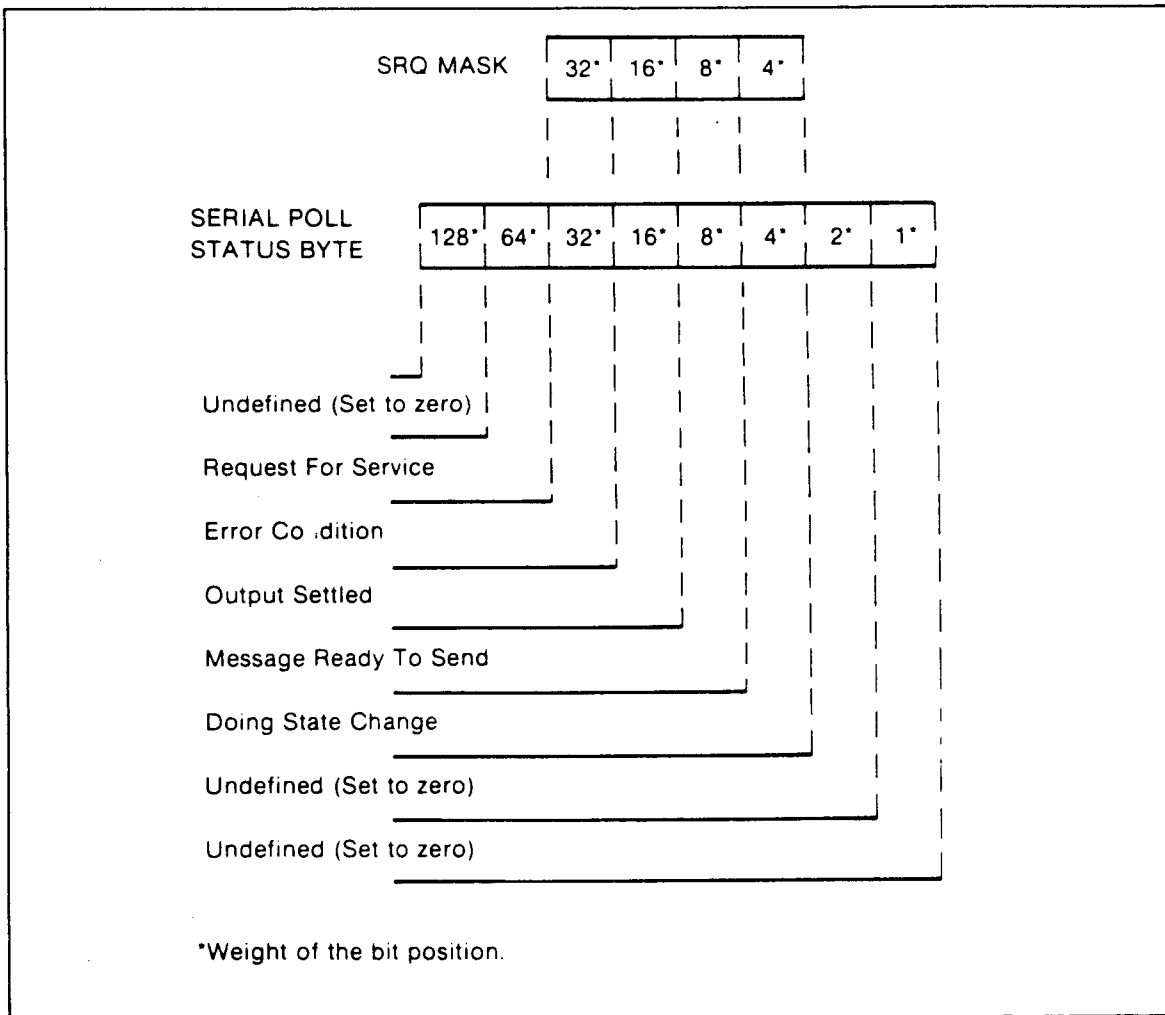 SRQ MASK 32* 16* 8* 4*
SERIAL POLL
STATUS BYTE 128* 64* 32* 16* 8* 4* 2* 1*
Undefined (Set to zero)
Request For Service
Error Co dition
Output Settled
Message Ready To Send
Doing State Change
Undefined (Set to zero)
Undefined (Set to zero)
*Weight of the bit position.